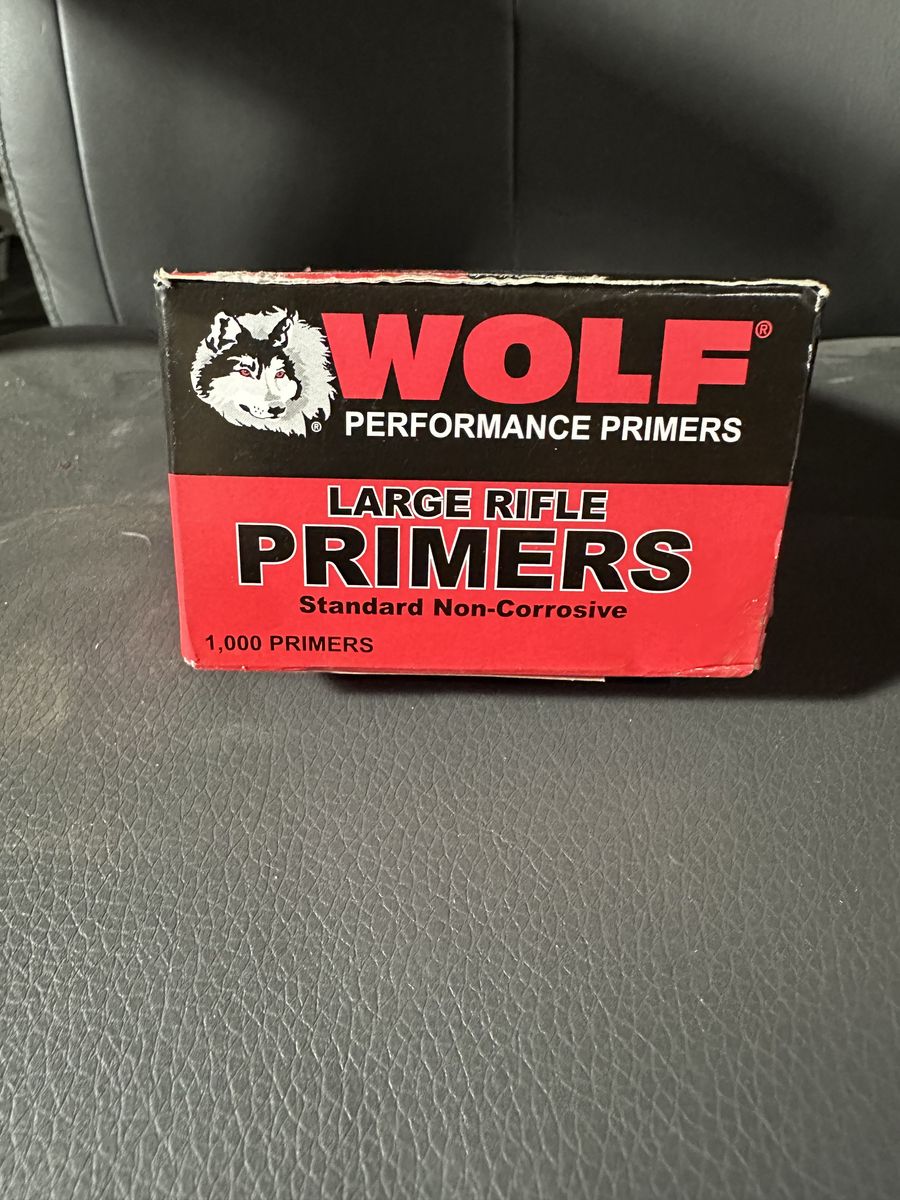 WOLF®
®
PERFORMANCE PRIMERS
LARGE RIFLE
PRIMERS
Standard Non-Corrosive
1,000 PRIMERS